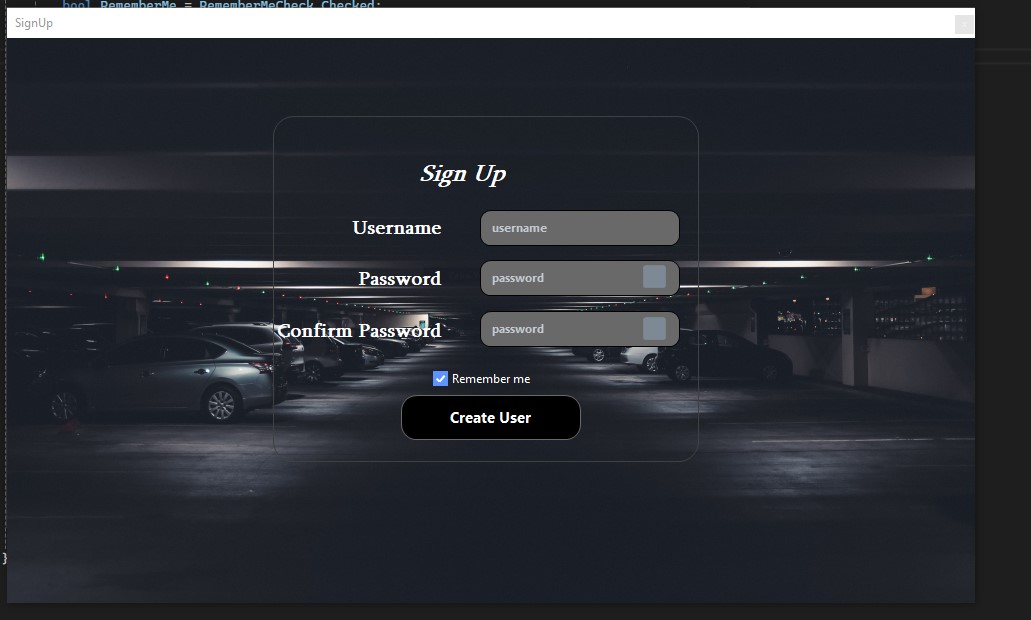 bool RememberMe = RememberMeCheck.Checked;
SignUp
Sign Up
Username
username
Password
password
Confirm Password
password
Remember me
Create User
}